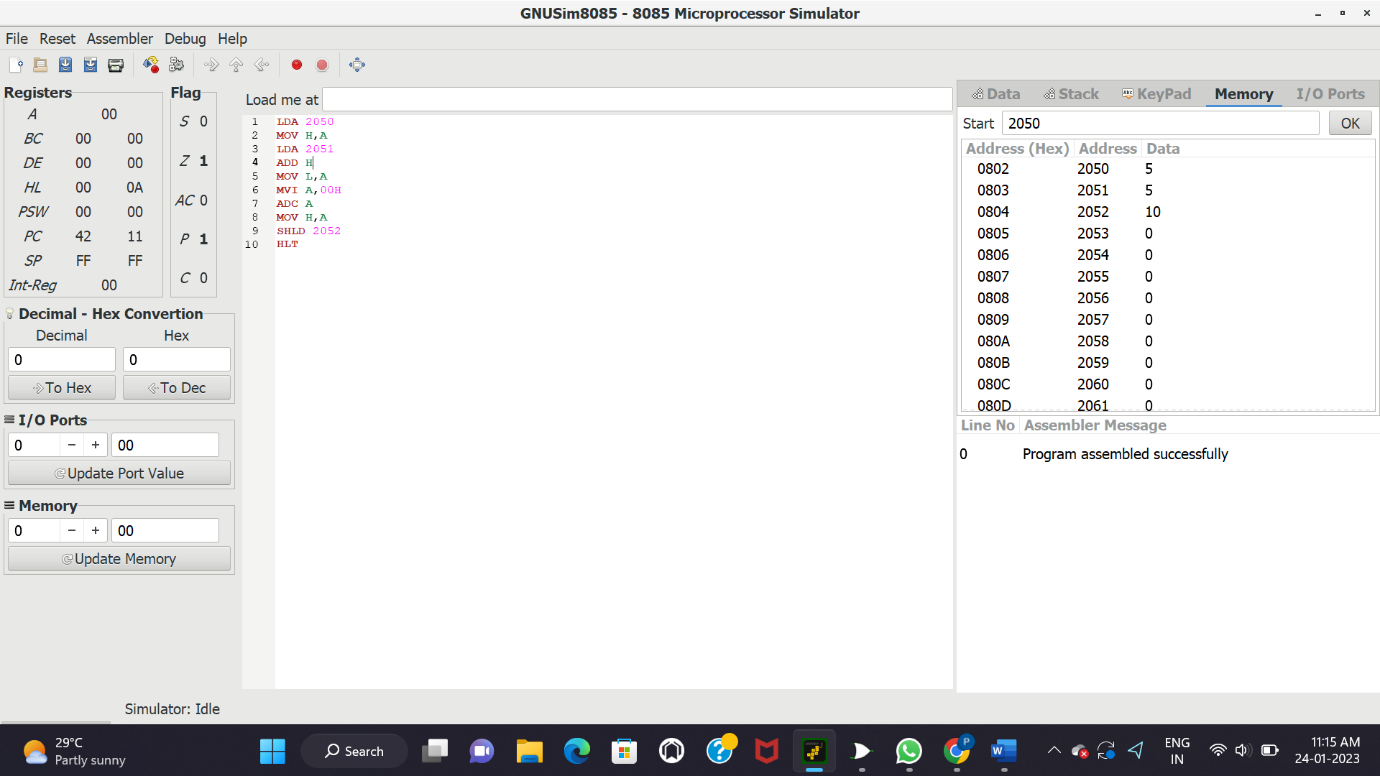 GNUSim8085 - 8085 Microprocessor Simulator
File Reset Assembler Debug Help
Registers
A 00
BC 00 00
DE 00 00
HL 00 0A
PSW 00 00
PC 42 11
SP FF FF
Int-Reg 00
Flag
S 0
Z 1
AC 0
P 1
C 0
Decimal - Hex Convertion
Decimal Hex
0 0
To Hex To Dec
I/O Ports
0 - + 00
Update Port Value
Memory
0 - + 00
Update Memory
Load me at
1 LDA 2050
2 MOV H,A
3 LDA 2051
4 ADD H
5 MOV L,A
6 MVI A,00H
7 ADC A
8 MOV H,A
9 SHLD 2052
10 HLT
Data Stack KeyPad Memory I/O Ports
Start 2050 OK
Address (Hex) Address Data
0802 2050 5
0803 2051 5
0804 2052 10
0805 2053 0
0806 2054 0
0807 2055 0
0808 2056 0
0809 2057 0
080A 2058 0
080B 2059 0
080C 2060 0
080D 2061 0
Line No Assembler Message
0 Program assembled successfully
Simulator: Idle
29°C
Partly sunny
Search
P
W
ENG
IN
11:15 AM
24-01-2023